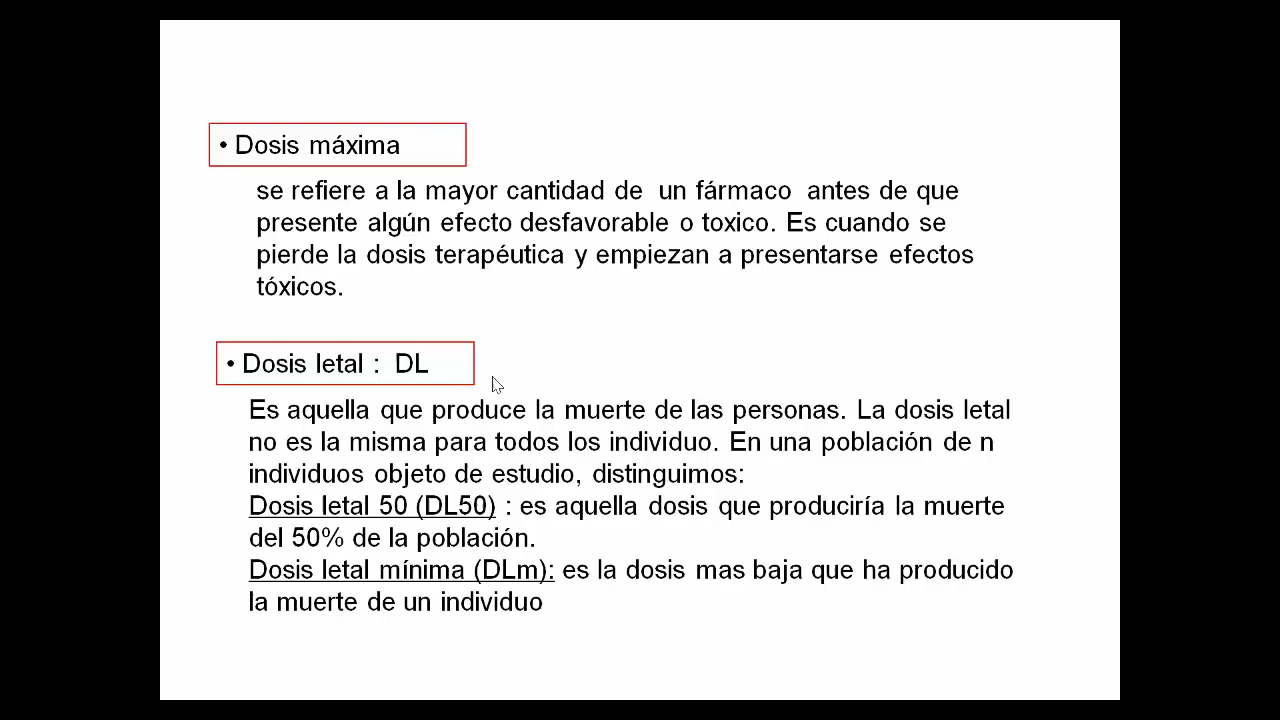 • Dosis máxima
se refiere a la mayor cantidad de un fármaco antes de que
presente algún efecto desfavorable o toxico. Es cuando se
pierde la dosis terapéutica y empiezan a presentarse efectos
tóxicos.
• Dosis letal : DL
Es aquella que produce la muerte de las personas. La dosis letal
no es la misma para todos los individuo. En una población de n
individuos objeto de estudio, distinguimos:
Dosis letal 50 (DL50) : es aquella dosis que produciría la muerte
del 50% de la población.
Dosis letal mínima (DLm): es la dosis mas baja que ha producido
la muerte de un individuo